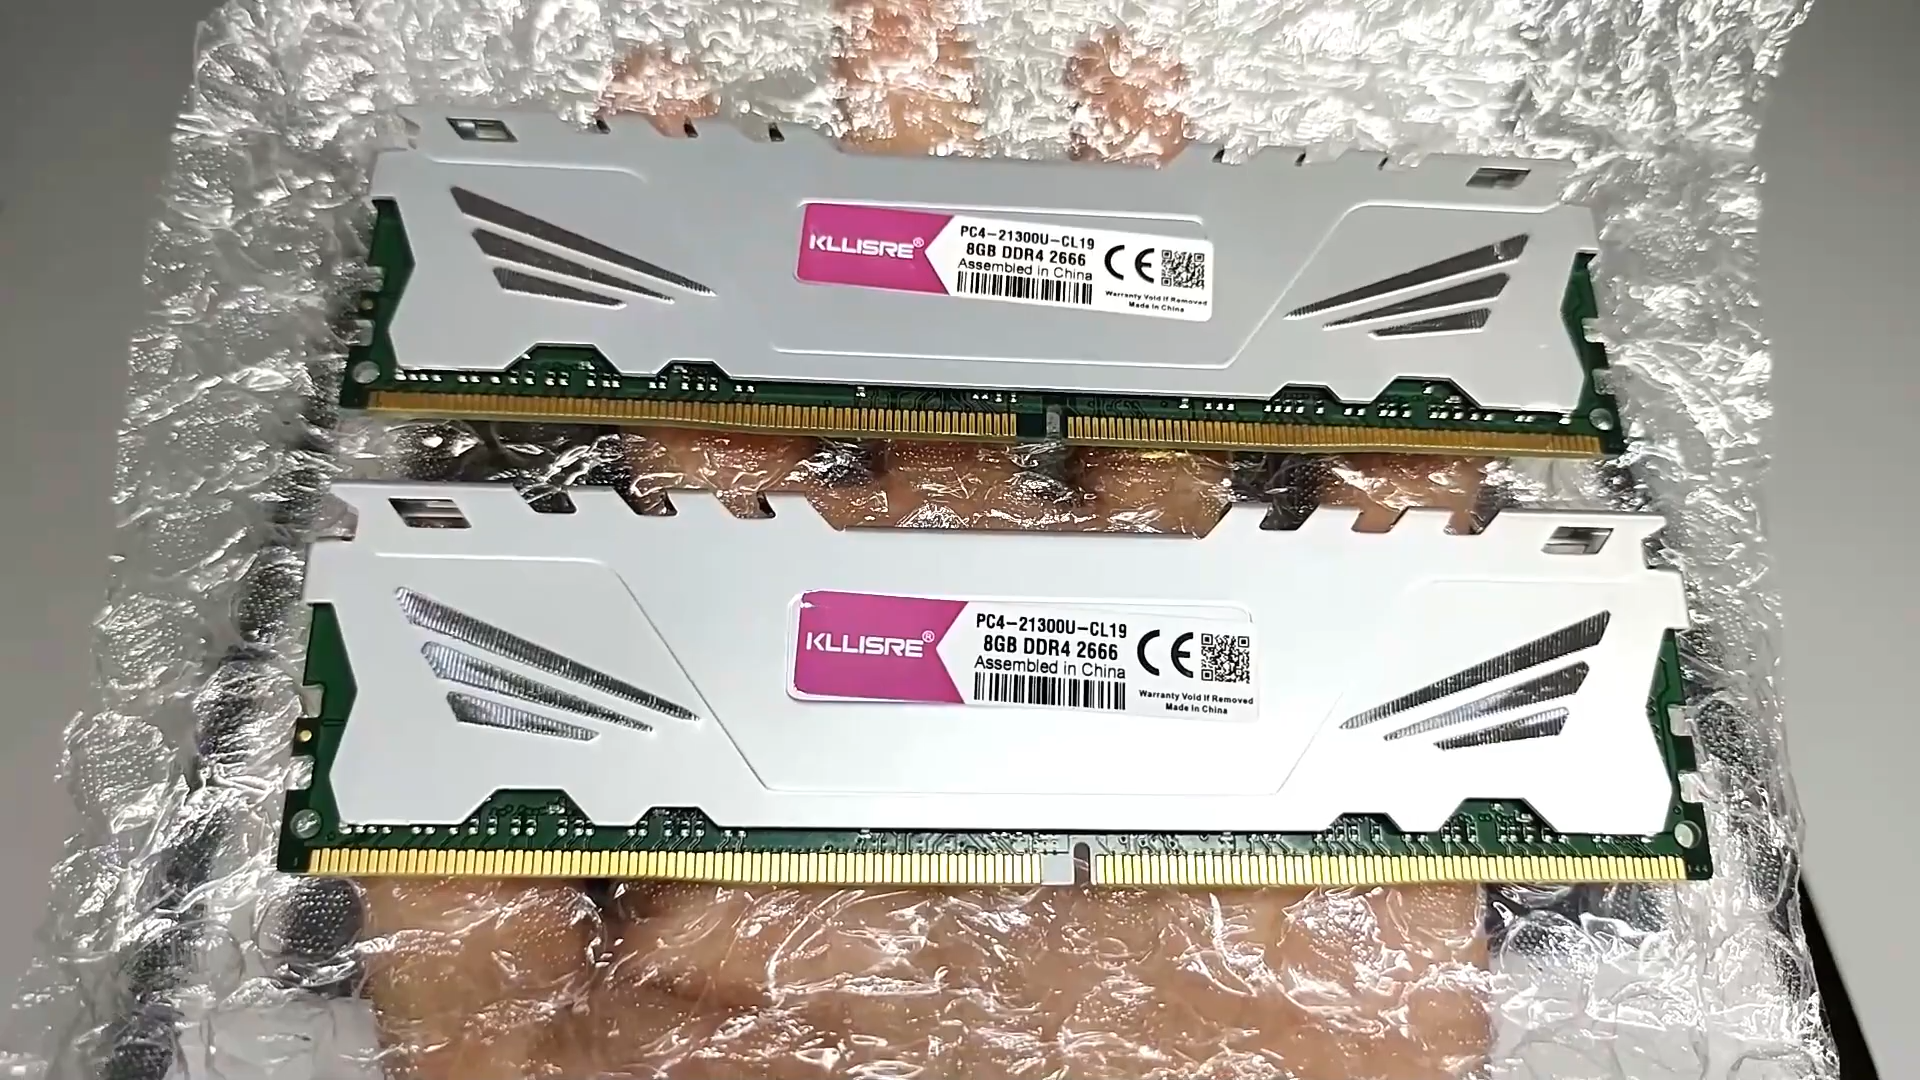 KLLISRE®
PC4-21300U-CL19
8GB DDR4 2666
Assembled in China
CE
Warranty Void If Removed
Made In China
KLLISRE®
PC4-21300U-CL19
8GB DDR4 2666
Assembled in China
CE
Warranty Void If Removed
Made In China